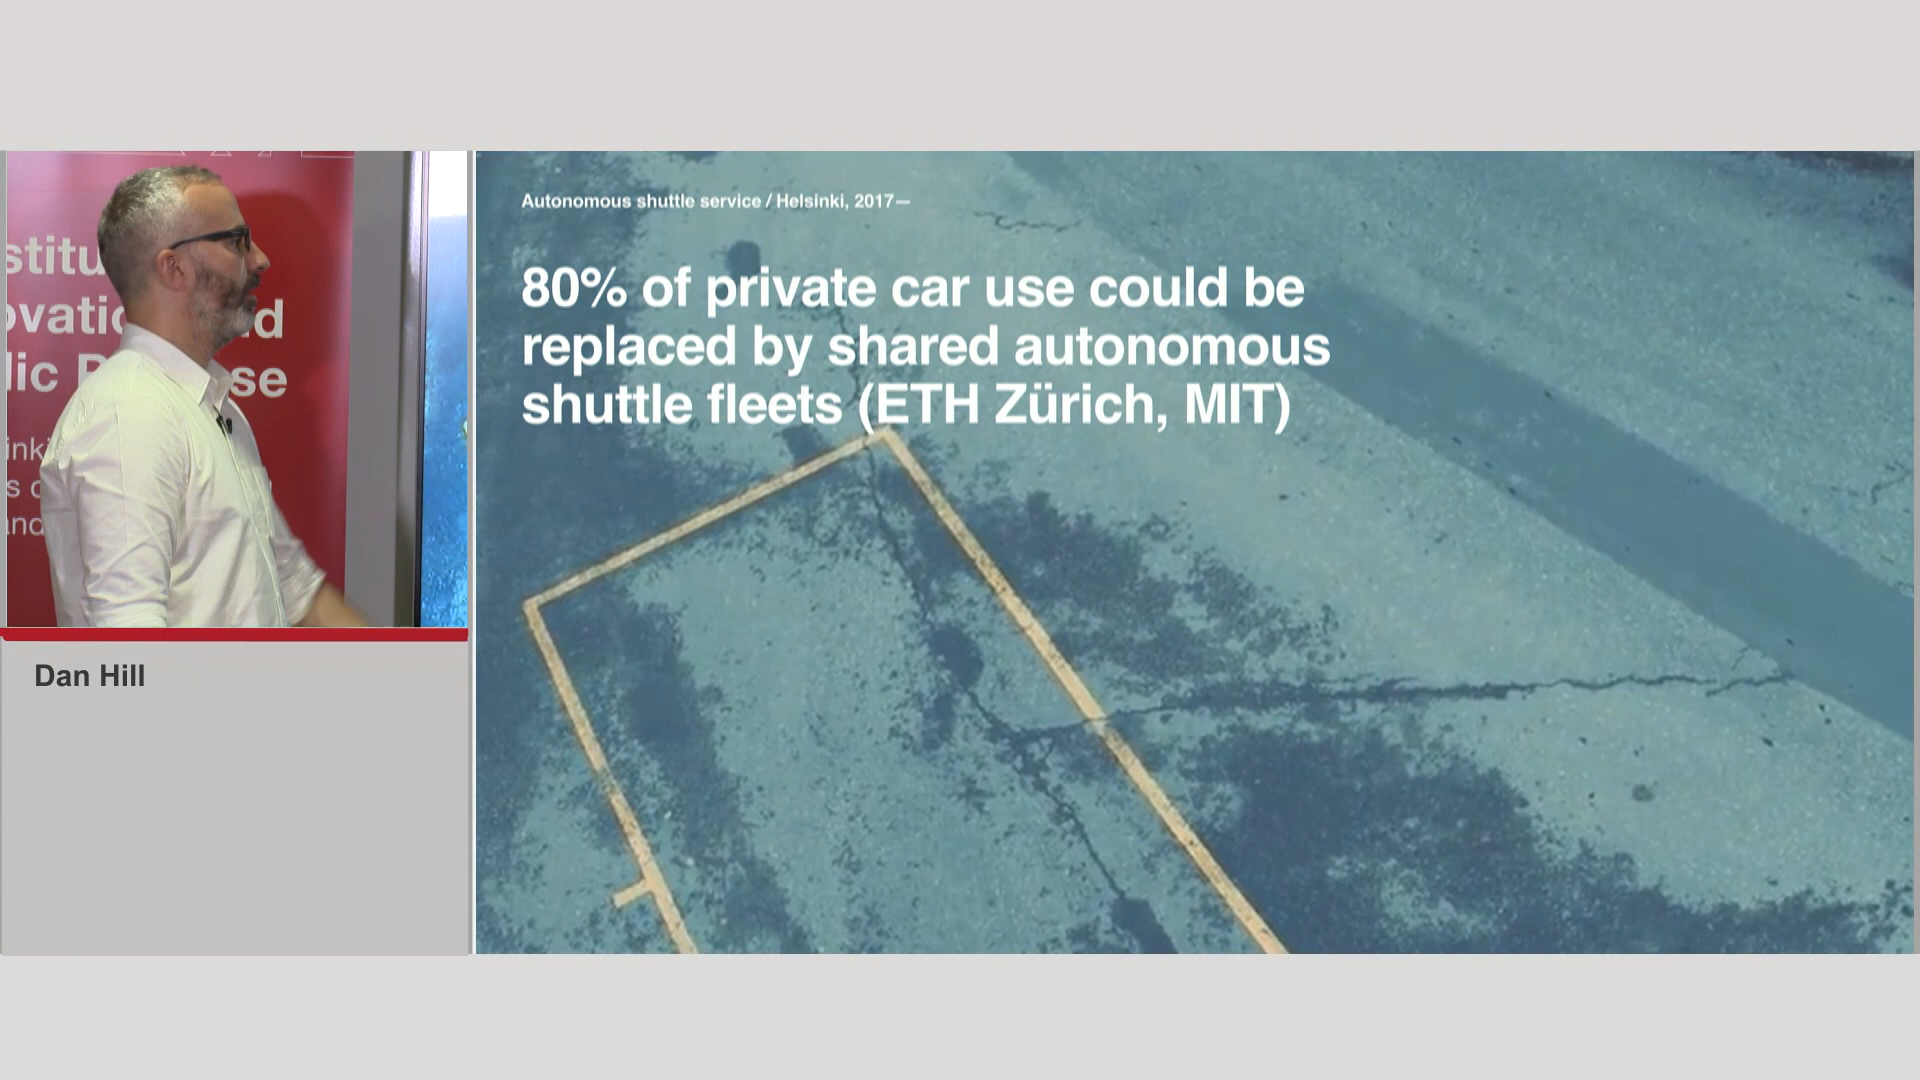 Autonomous shuttle service / Helsinki, 2017—
80% of private car use could be
replaced by shared autonomous
shuttle fleets (ETH Zürich, MIT)
Dan Hill